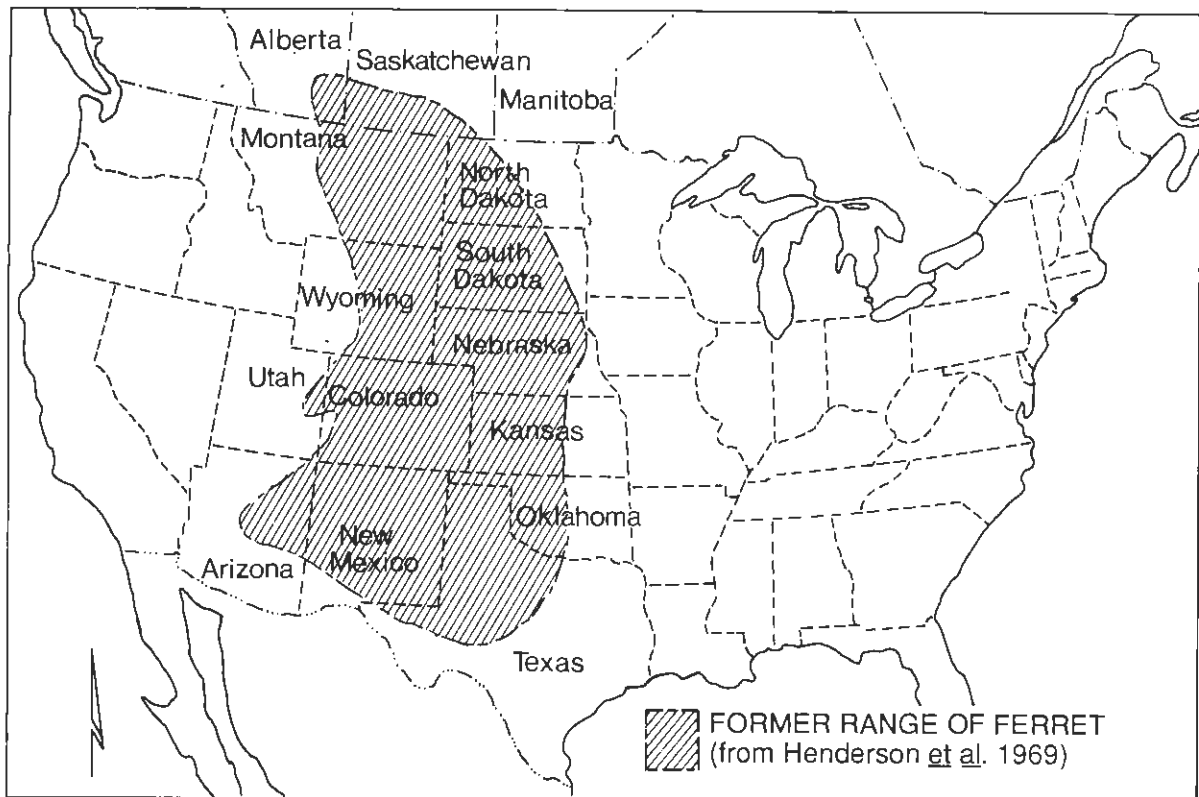 Alberta
Saskatchewan
Manitoba
Montana
North
Dakota
South
Dakota
Wyoming
Nebraska
Utah
Colorado
Kansas
Oklahoma
New
Mexico
Arizona
Texas
FORMER RANGE OF FERRET
(from Henderson et al. 1969)